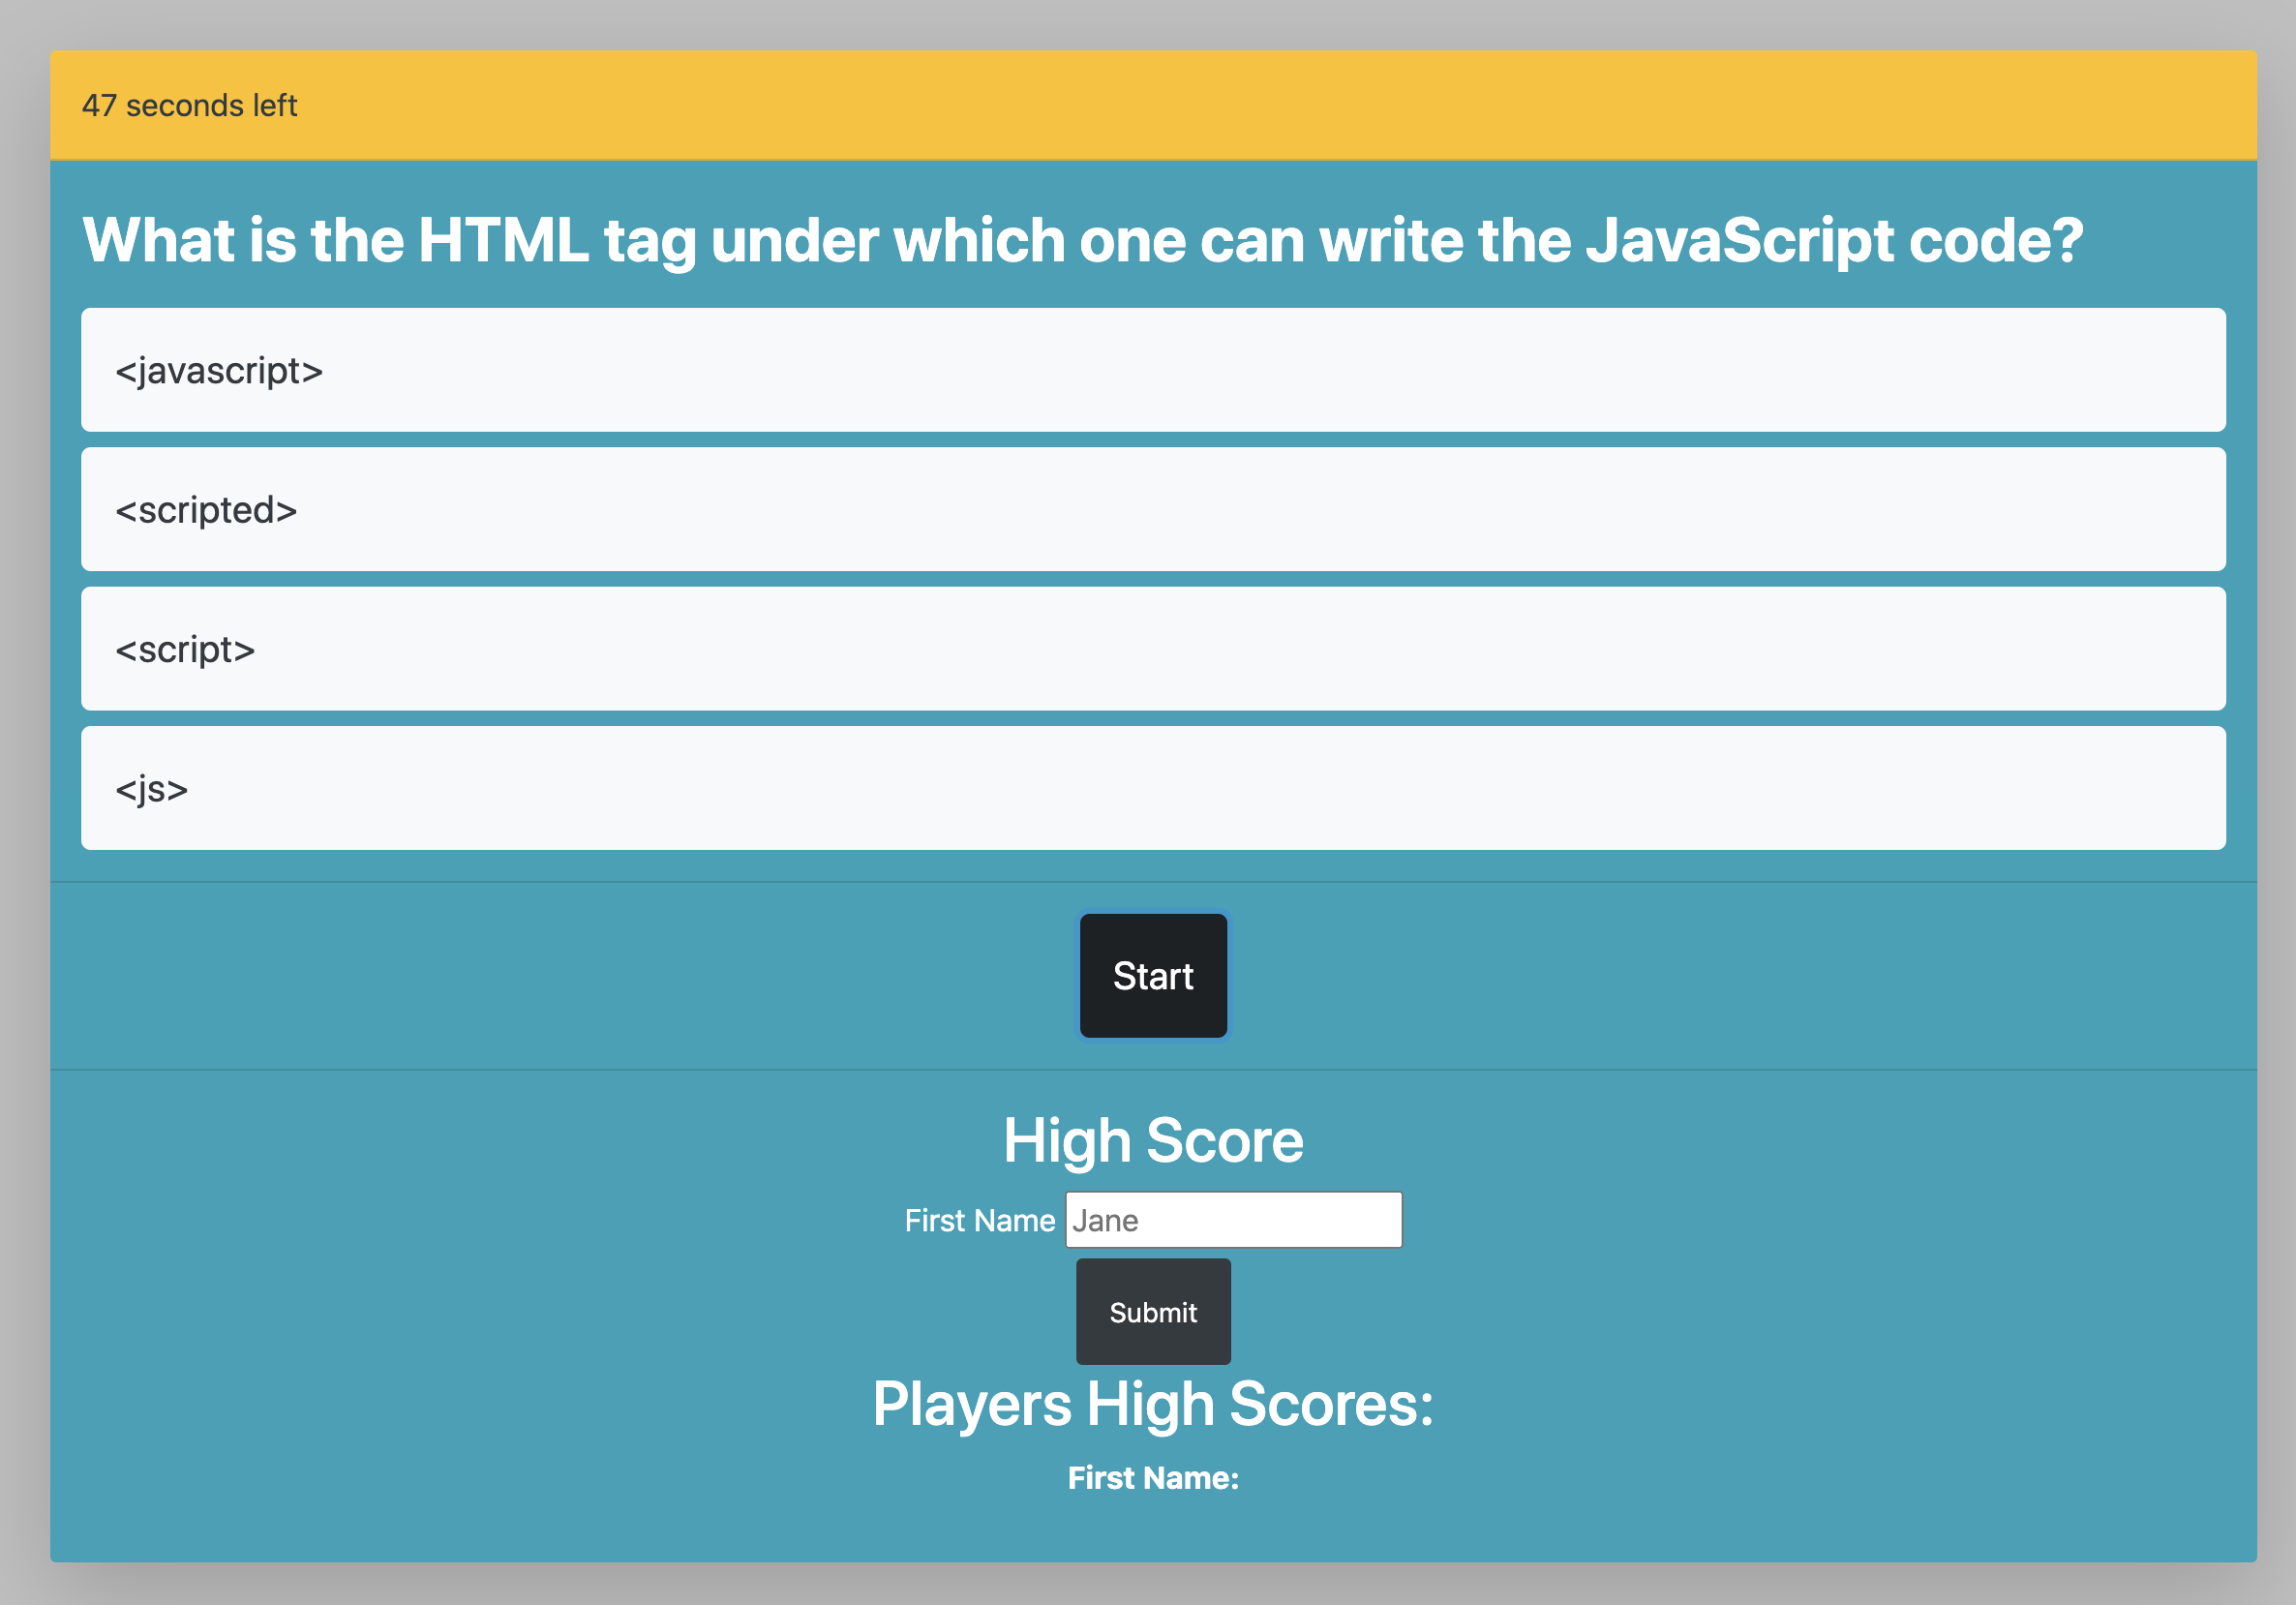 47 seconds left
What is the HTML tag under which one can write the JavaScript code?
<javascript>
<scripted>
<script>
<js>
Start
High Score
First Name Jane
Submit
Players High Scores:
First Name: